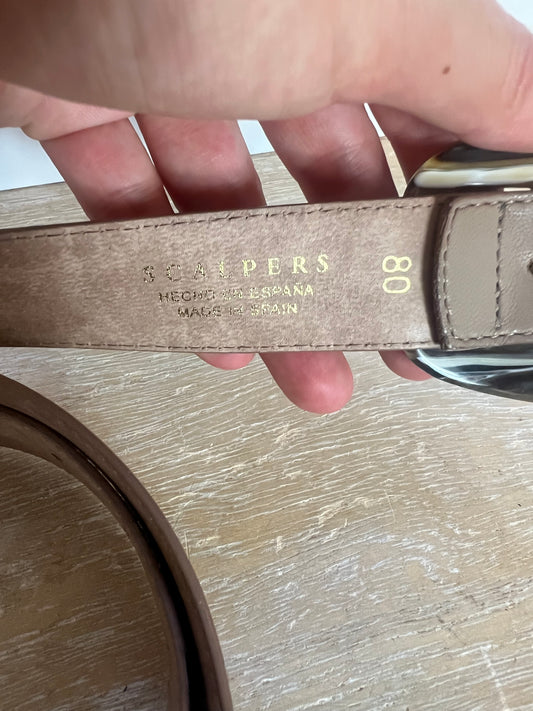 SCALPERS
HECHO EN ESPAÑA
MADE IN SPAIN
80